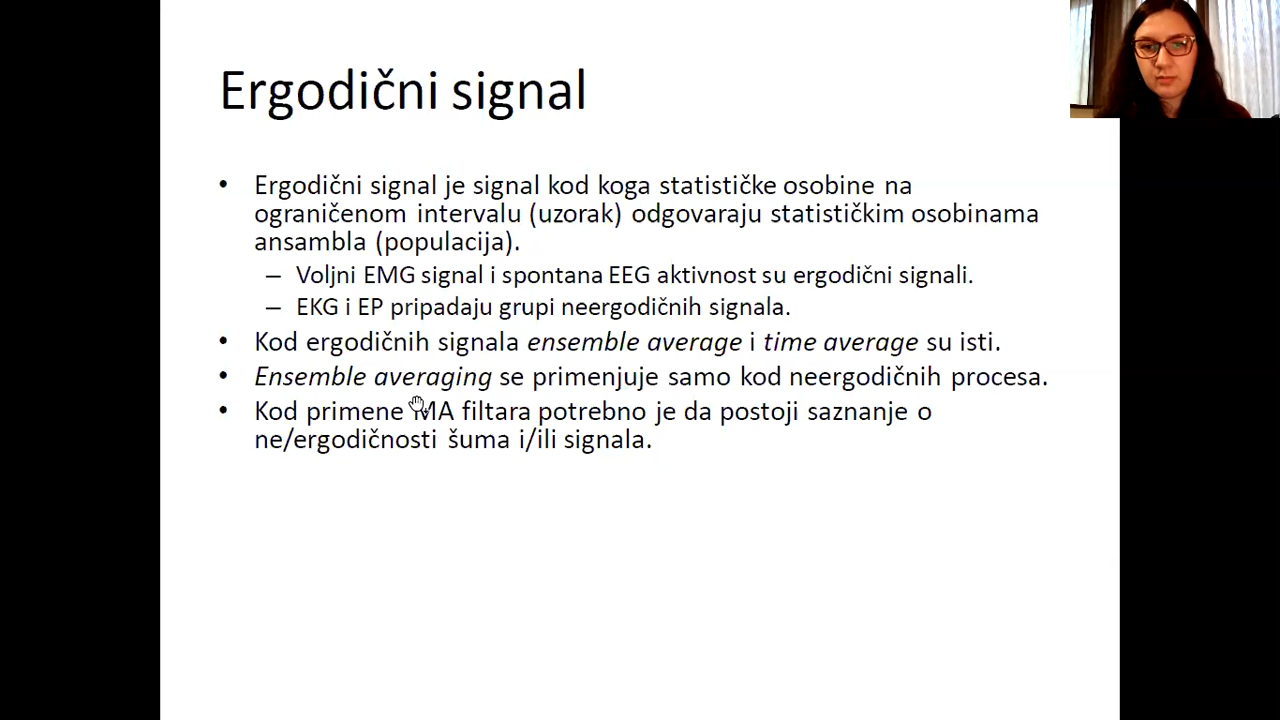 Ergodični signal
• Ergodični signal je signal kod koga statističke osobine na
ograničenom intervalu (uzorak) odgovaraju statističkim osobinama
ansambla (populacija).
– Voljni EMG signal i spontana EEG aktivnost su ergodični signali.
– EKG i EP pripadaju grupi neergodičnih signala.
• Kod ergodičnih signala ensemble average i time average su isti.
• Ensemble averaging se primenjuje samo kod neergodičnih procesa.
• Kod primene MA filtara potrebno je da postoji saznanje o
ne/ergodičnosti šuma i/ili signala.